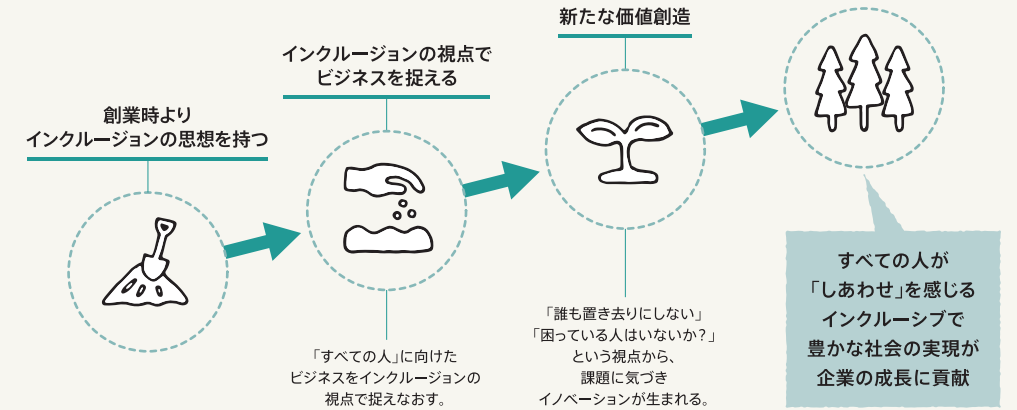 創業時より
インクルージョンの思想を持つ
インクルージョンの視点で
ビジネスを捉える
「すべての人」に向けた
ビジネスをインクルージョンの
視点で捉えなおす。
新たな価値創造
「誰も置き去りにしない」
「困っている人はいないか？」
という視点から、
課題に気づき
イノベーションが生まれる。
すべての人が
「しあわせ」を感じる
インクルーシブで
豊かな社会の実現が
企業の成長に貢献